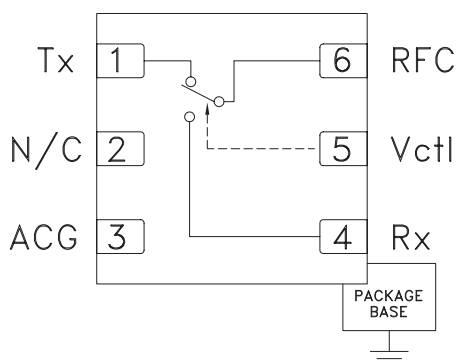 Tx 1 6 RFC
N/C 2 5 Vctl
ACG 3 4 Rx
PACKAGE
BASE